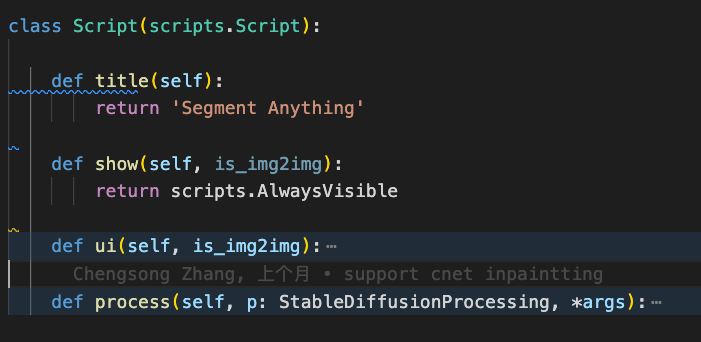 class Script(scripts.Script):
def title(self):
return 'Segment Anything'
def show(self, is_img2img):
return scripts.AlwaysVisible
def ui(self, is_img2img):⋯
Chengsong Zhang, 上个月 • support cnet inpaintting
def process(self, p: StableDiffusionProcessing, *args):⋯